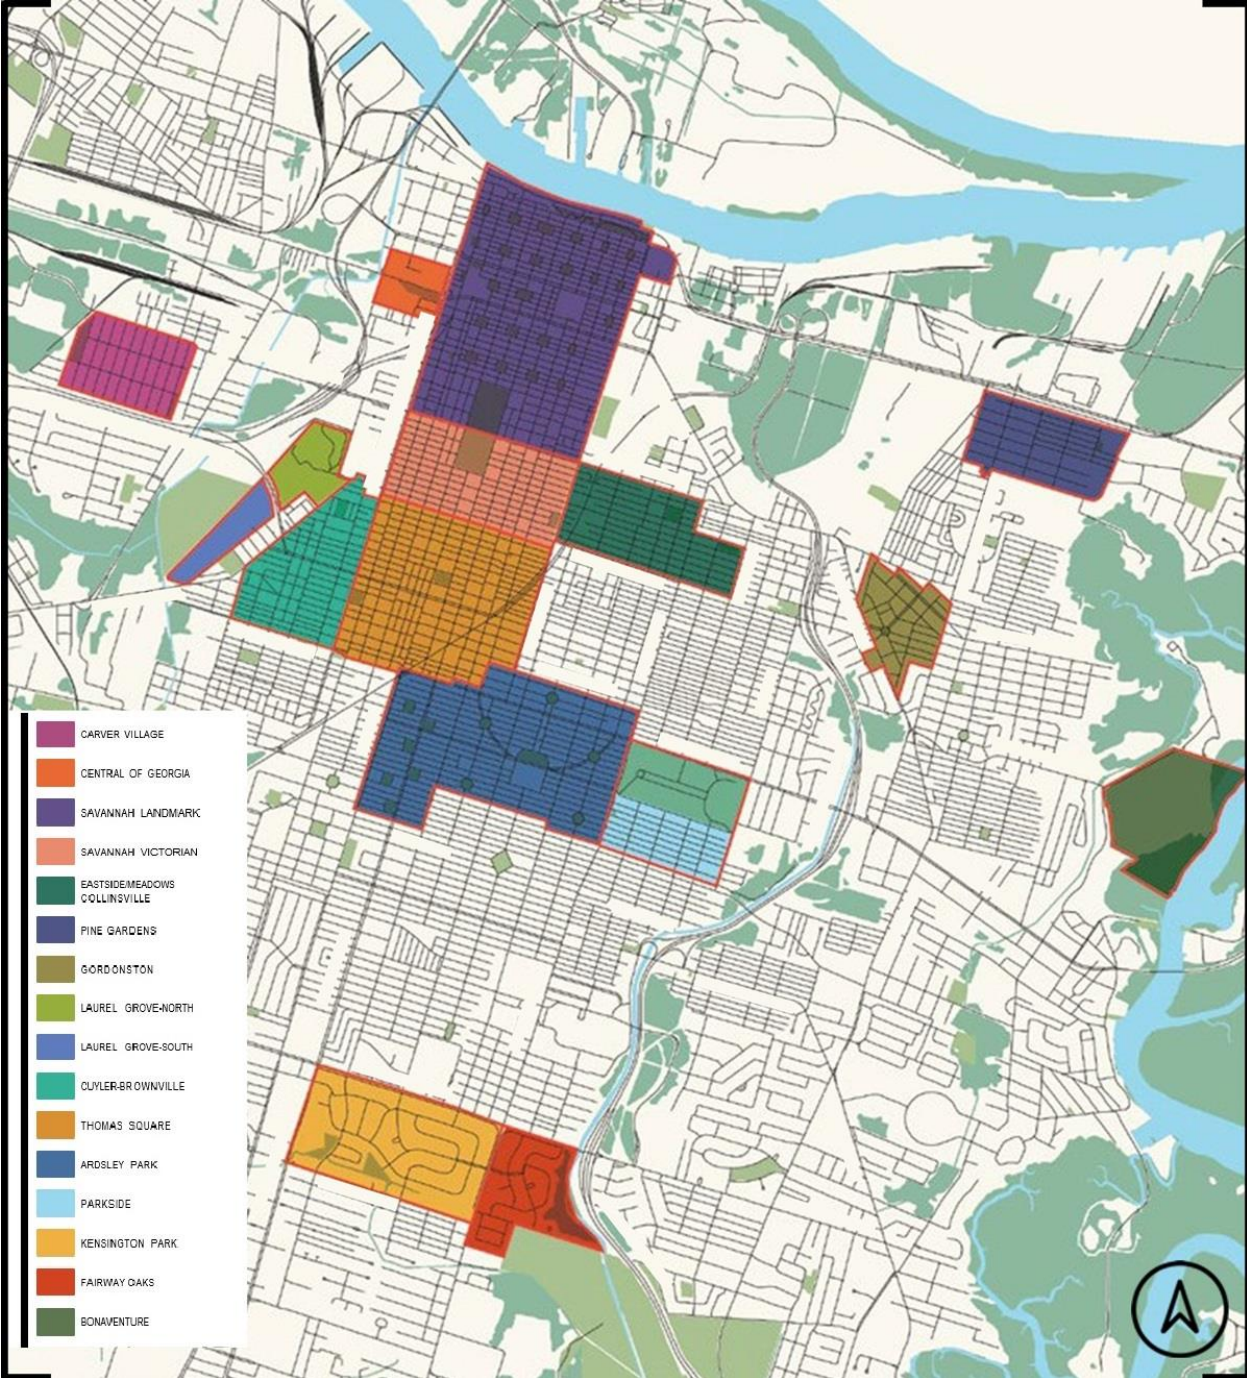 CARVER VILLAGE
CENTRAL OF GEORGIA
SAVANNAH LANDMARK
SAVANNAH VICTORIAN
EASTSIDE/MEADOWS
COLLINSVILLE
PINE GARDENS
GORDONSTON
LAUREL GROVE-NORTH
LAUREL GROVE-SOUTH
CUYLER-BROWNVILLE
THOMAS SQUARE
ARDSLEY PARK
PARKSIDE
KENSINGTON PARK
FAIRWAY OAKS
BONAVENTURE